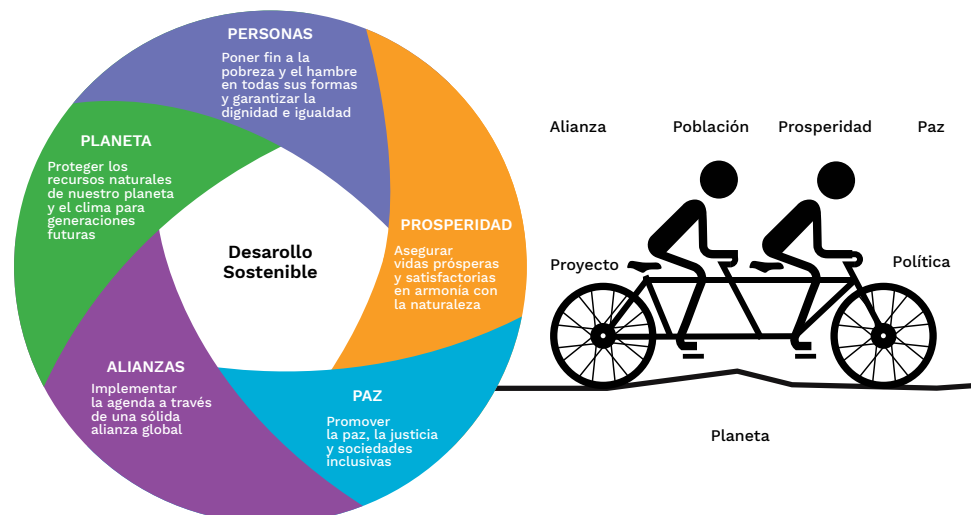 PERSONAS
Poner fin a la
pobreza y el hambre
en todas sus formas
y garantizar la
dignidad e igualdad
PLANETA
Proteger los
recursos naturales
de nuestro planeta
y el clima para
generaciones
futuras
PROSPERIDAD
Asegurar
vidas prósperas
y satisfactorias
en armonía con
la naturaleza
Desarollo
Sostenible
ALIANZAS
Implementar
la agenda a través
de una sólida
alianza global
PAZ
Promover
la paz, la justicia
y sociedades
inclusivas
Alianza
Población
Prosperidad
Paz
Proyecto
Política
Planeta